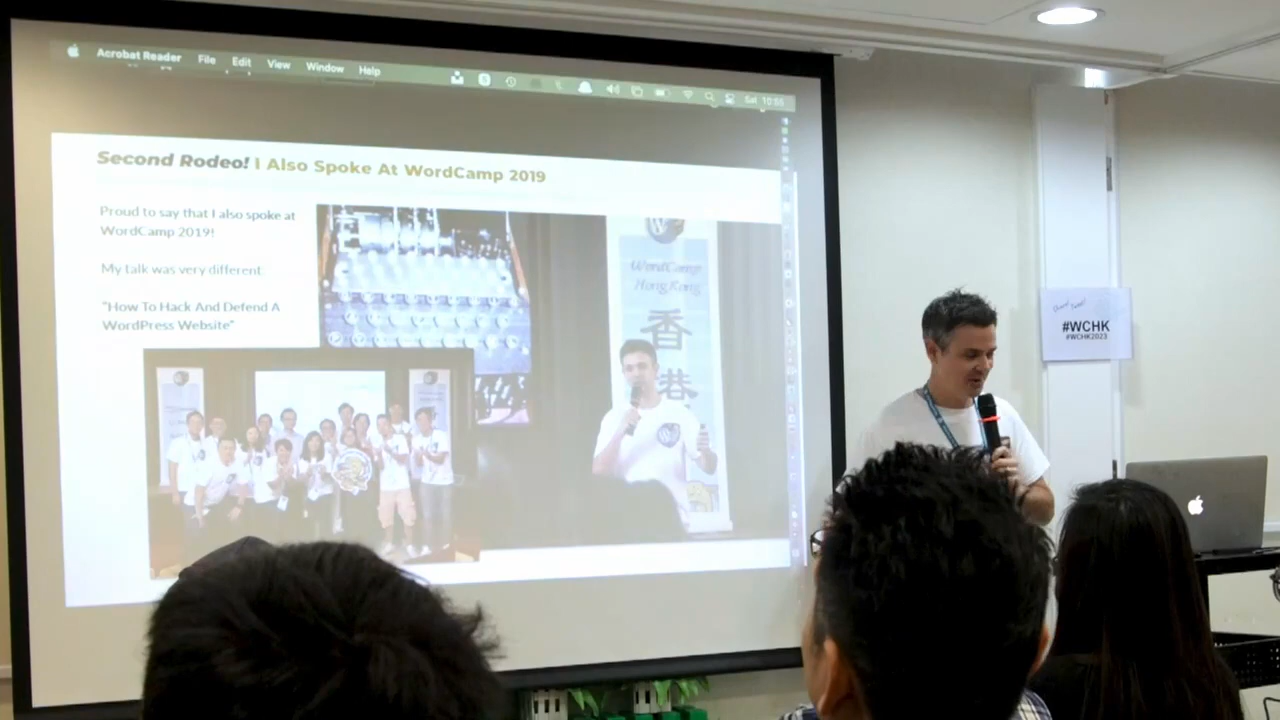 Acrobat Reader File Edit View Window Help Sat 10:55
Second Rodeo! I Also Spoke At WordCamp 2019
Proud to say that I also spoke at
WordCamp 2019!
My talk was very different:
"How To Hack And Defend A
WordPress Website"
WordCamp
Hong Kong
香
港
#WCHK
#WCHK2023